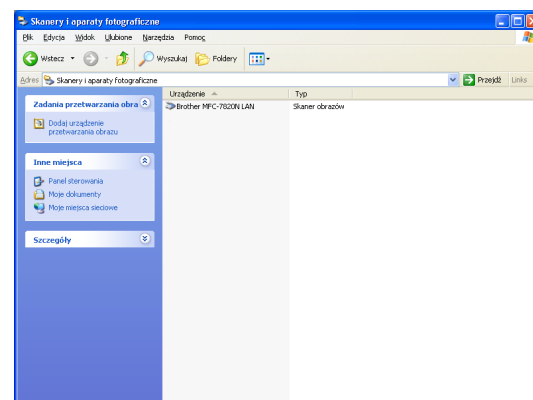 Skanery i aparaty fotograficzne
Plik Edycja Widok Ulubione Narzędzia Pomoc
Wstecz Wyszukaj Foldery
Adres Skanery i aparaty fotograficzne Przejdź Links
Urządzenie Typ
Brother MFC-7820N LAN Skaner obrazów
Zadania przetwarzania obra
Dodaj urządzenie
przetwarzania obrazu
Inne miejsca
Panel sterowania
Moje dokumenty
Moje miejsca sieciowe
Szczegóły